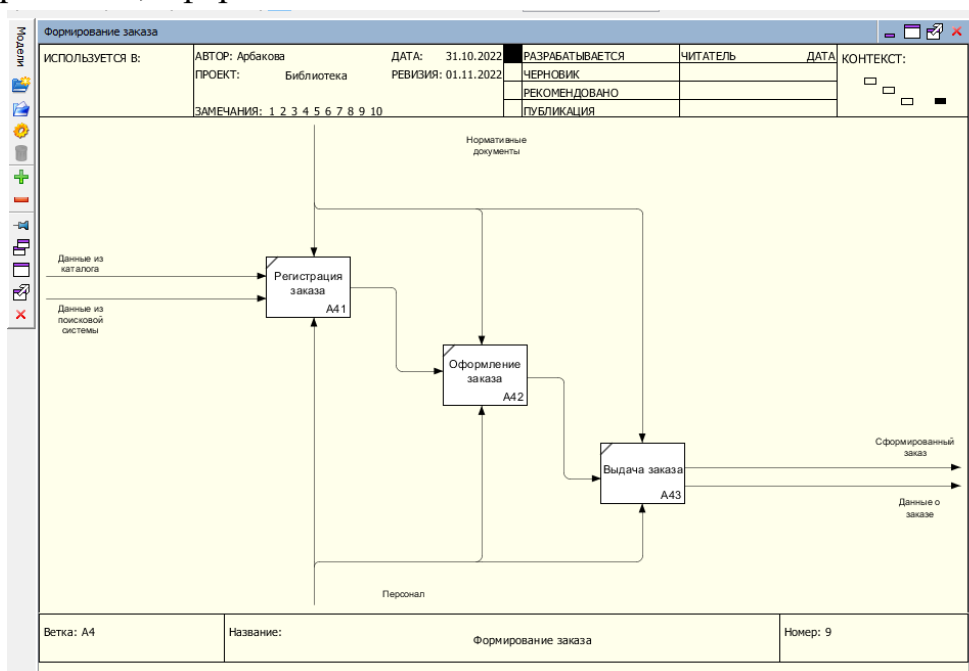 Модели
Формирование заказа
ИСПОЛЬЗУЕТСЯ В:
АВТОР: Арбакова
ДАТА: 31.10.2022
ПРОЕКТ: Библиотека
РЕВИЗИЯ: 01.11.2022
ЗАМЕЧАНИЯ: 1 2 3 4 5 6 7 8 9 10
РАЗРАБАТЫВАЕТСЯ
ЧЕРНОВИК
РЕКОМЕНДОВАНО
ПУБЛИКАЦИЯ
ЧИТАТЕЛЬ
ДАТА
КОНТЕКСТ:
Нормативные
документы
Данные из
каталога
Данные из
поисковой
системы
Регистрация
заказа
A41
Оформление
заказа
A42
Выдача заказа
A43
Сформированный
заказ
Данные о
заказе
Персонал
Ветка: A4
Название:
Формирование заказа
Номер: 9